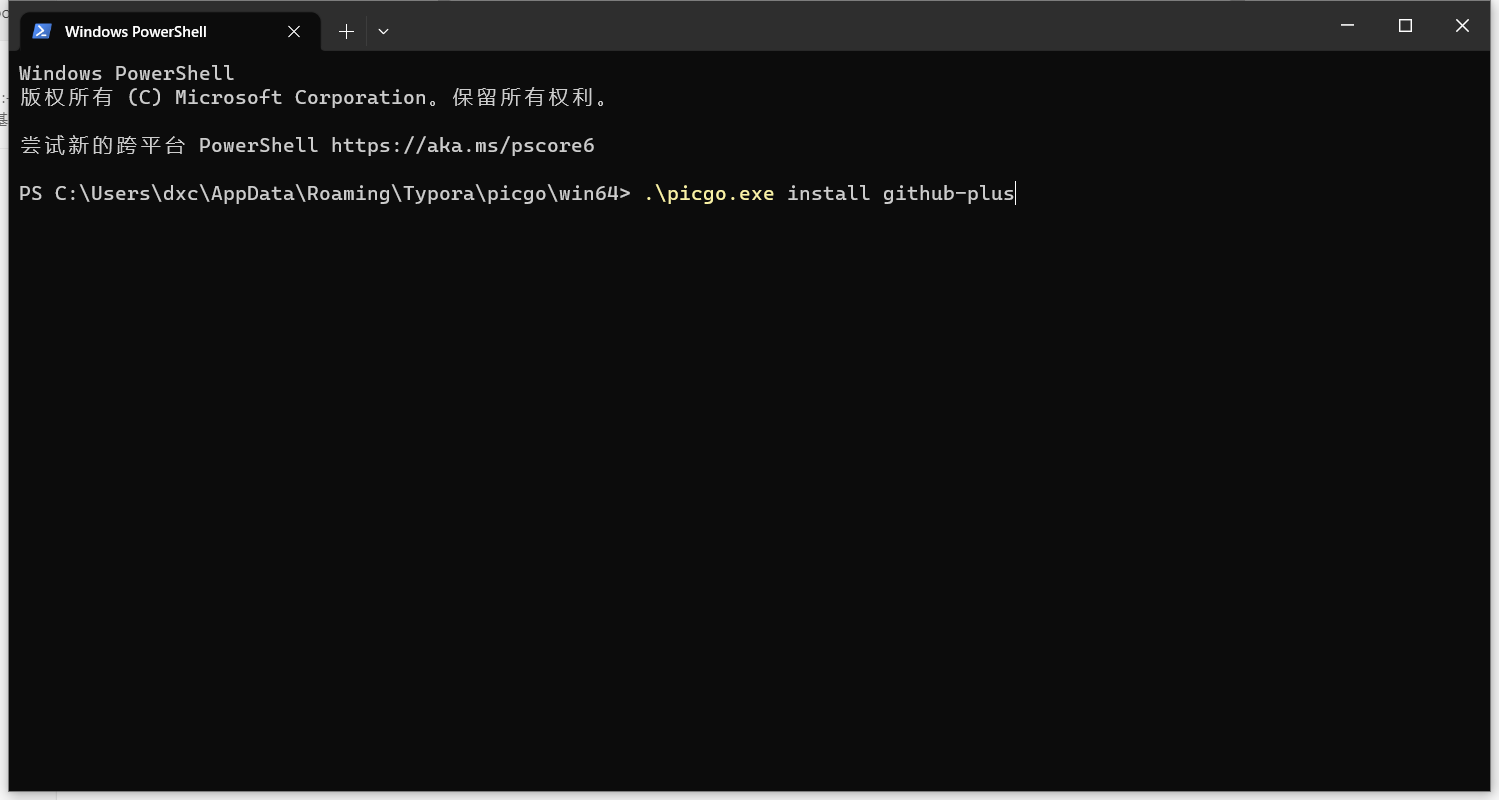 Windows PowerShell
Windows PowerShell
版权所有 (C) Microsoft Corporation。保留所有权利。
尝试新的跨平台 PowerShell https://aka.ms/pscore6
PS C:\Users\dxc\AppData\Roaming\Typora\picgo\win64> .\picgo.exe install github-plus